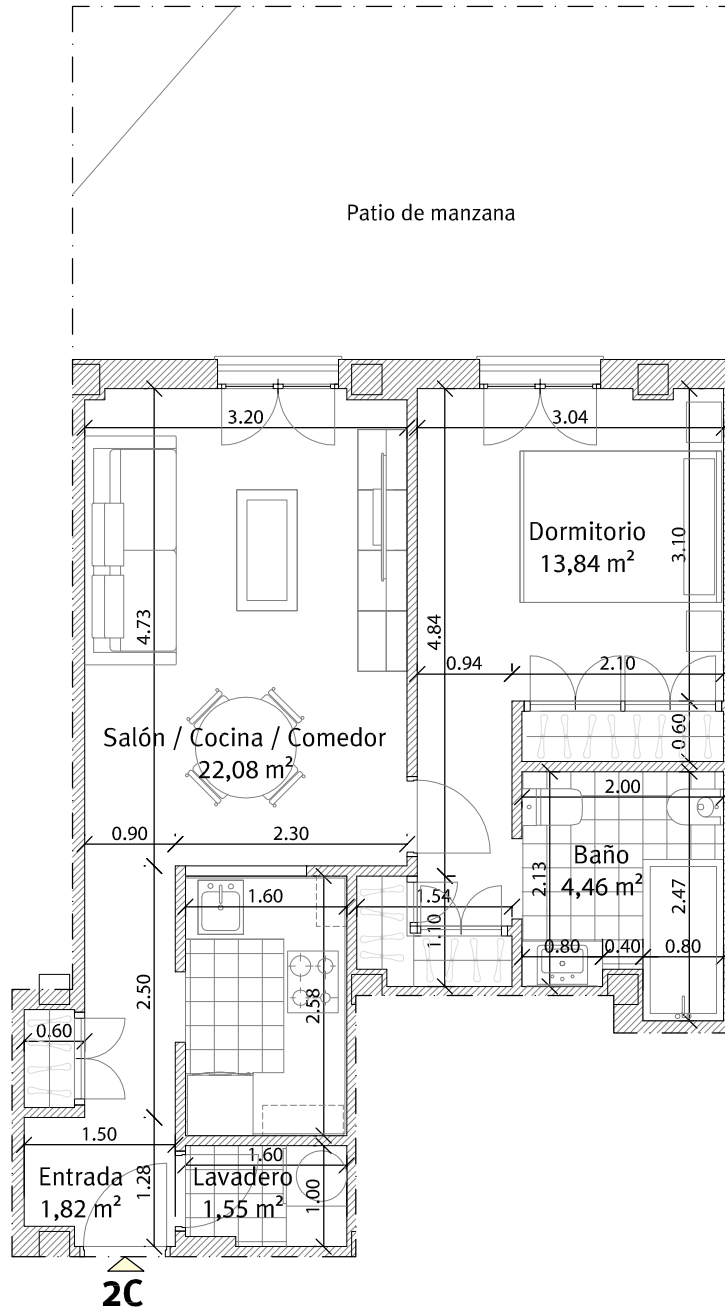 Patio de manzana
3.20
3.04
Dormitorio
13,84 m²
3.10
4.73
4.84
0.94
2.10
Salón / Cocina / Comedor
22,08 m²
0.60
2.00
0.90
2.30
Baño
4,46 m²
2.13
2.47
1.60
1.54
1.10
0.80
0.40
0.80
2.50
2.58
0.60
1.50
1.60
Entrada
1,82 m²
1.28
Lavadero
1,55 m²
1.00
2C